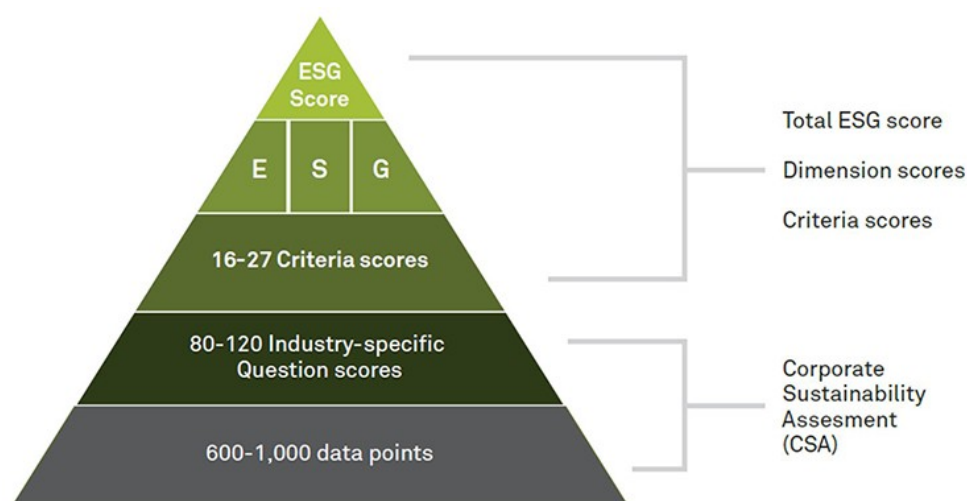 ESG
Score
E S G
16-27 Criteria scores
80-120 Industry-specific
Question scores
600-1,000 data points
Total ESG score
Dimension scores
Criteria scores
Corporate
Sustainability
Assesment
(CSA)